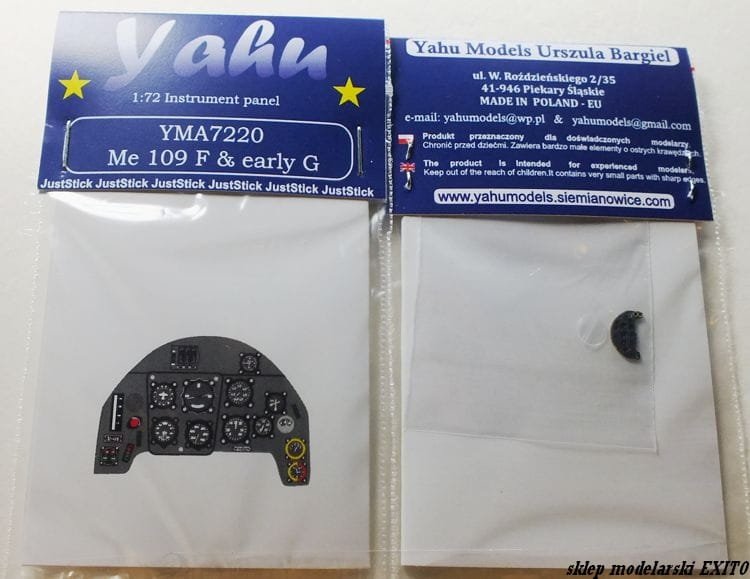 Yahu
1:72 Instrument panel
YMA7220
Me 109 F & early G
JustStick JustStick JustStick JustStick JustStick JustStick
Yahu Models Urszula Bargiel
ul. W. Roździeńskiego 2/35
41-946 Piekary Śląskie
MADE IN POLAND - EU
e-mail: yahumodels@wp.pl & yahumodels@gmail.com
Produkt przeznaczony dla doświadczonych modelarzy.
Chronić przed dziećmi. Zawiera bardzo małe elementy o ostrych krawędziach.
The product is intended for experienced modelars
Keep out of the reach of children.It contains very small parts with sharp edges.
www.yahumodels.siemianowice.com
sklep modelarski EXITO